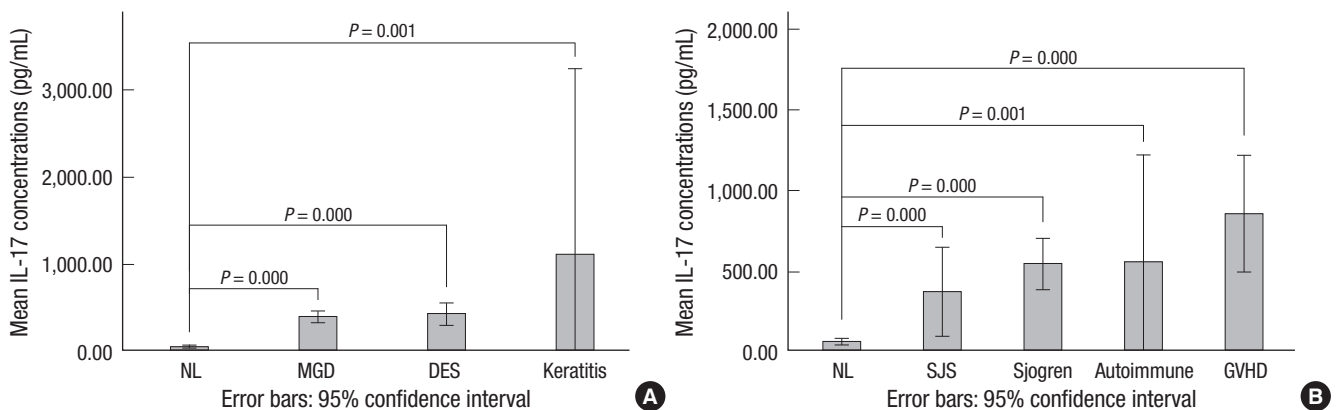 Mean IL-17 concentrations (pg/mL)
3,000.00
2,000.00
1,000.00
0.00
P = 0.001
P = 0.000
P = 0.000
NL MGD DES Keratitis
Error bars: 95% confidence interval
A
Mean IL-17 concentrations (pg/mL)
2,000.00
1,500.00
1,000.00
500.00
0.00
P = 0.000
P = 0.001
P = 0.000
P = 0.000
NL SJS Sjogren Autoimmune GVHD
Error bars: 95% confidence interval
B